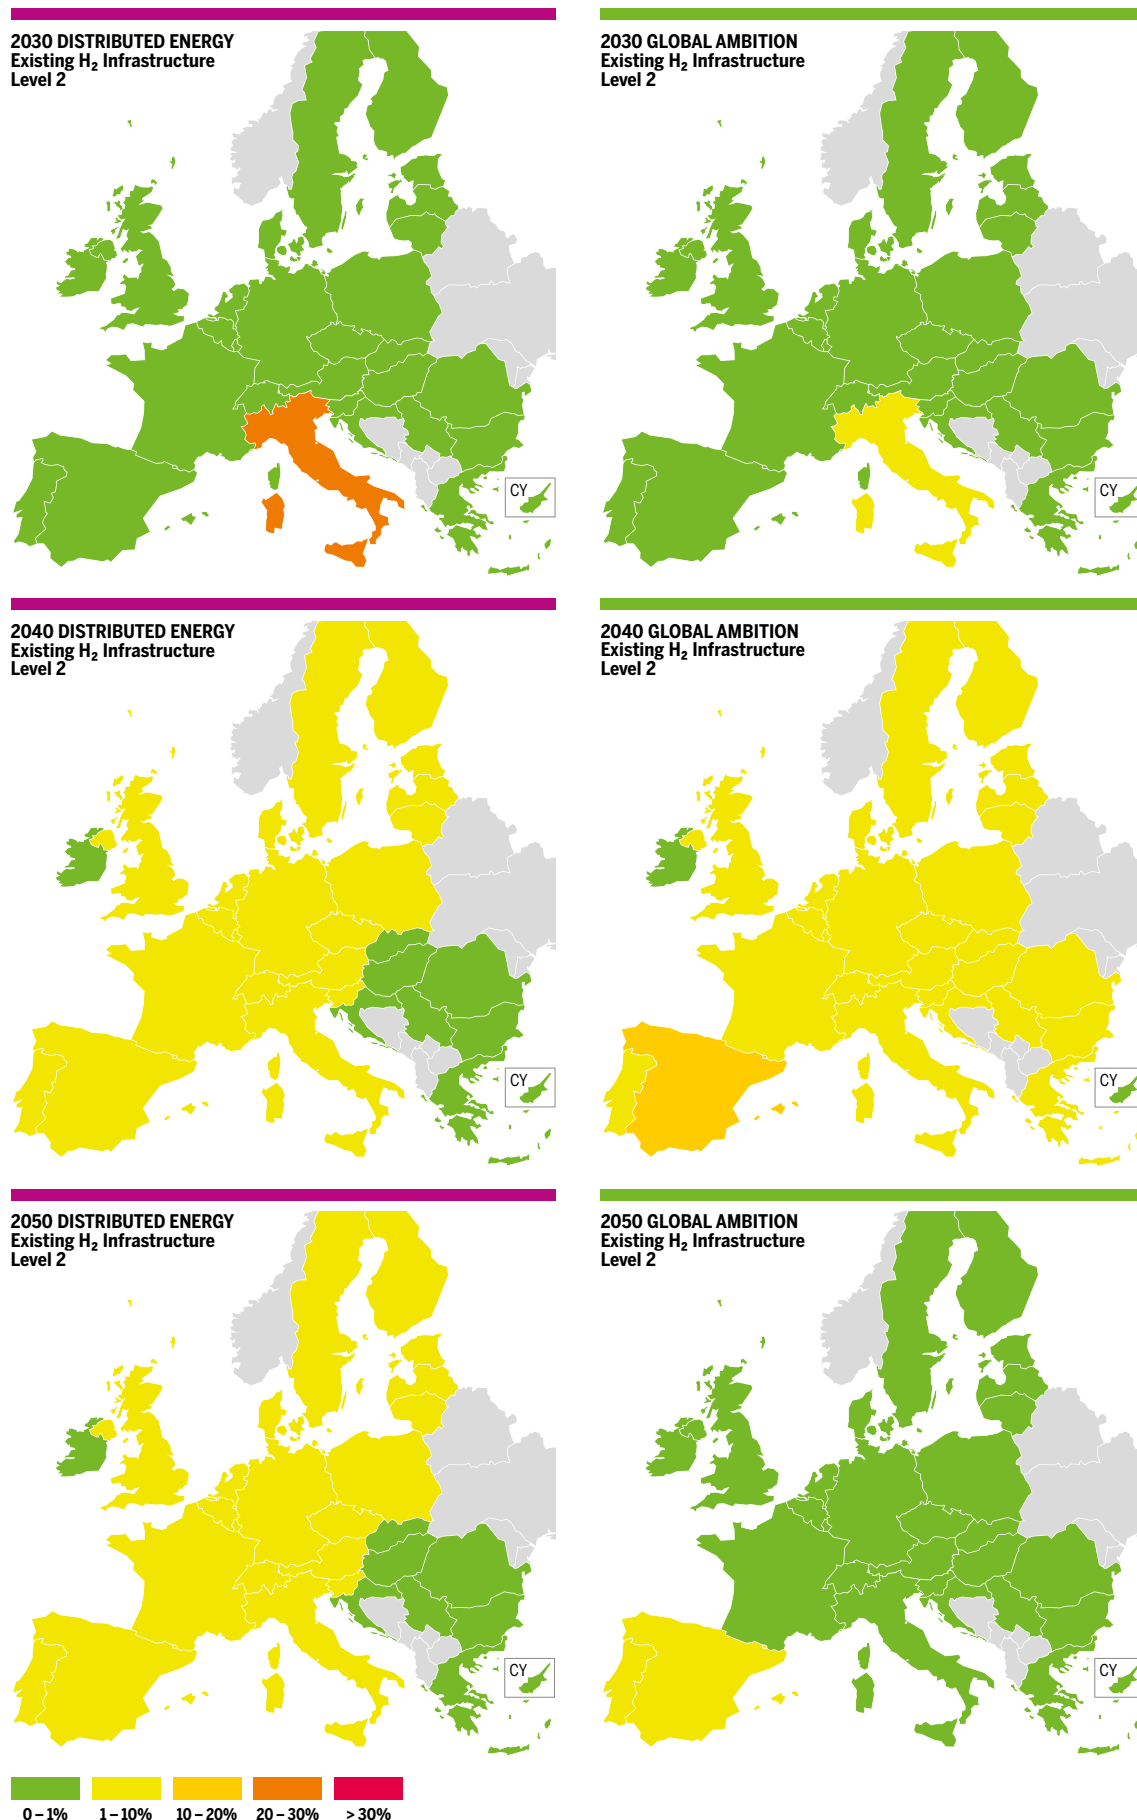 2030 DISTRIBUTED ENERGY
Existing H₂ Infrastructure
Level 2
CY
2030 GLOBAL AMBITION
Existing H₂ Infrastructure
Level 2
CY
2040 DISTRIBUTED ENERGY
Existing H₂ Infrastructure
Level 2
CY
2040 GLOBAL AMBITION
Existing H₂ Infrastructure
Level 2
CY
2050 DISTRIBUTED ENERGY
Existing H₂ Infrastructure
Level 2
CY
2050 GLOBAL AMBITION
Existing H₂ Infrastructure
Level 2
CY
0 – 1% 1 – 10% 10 – 20% 20 – 30% > 30%